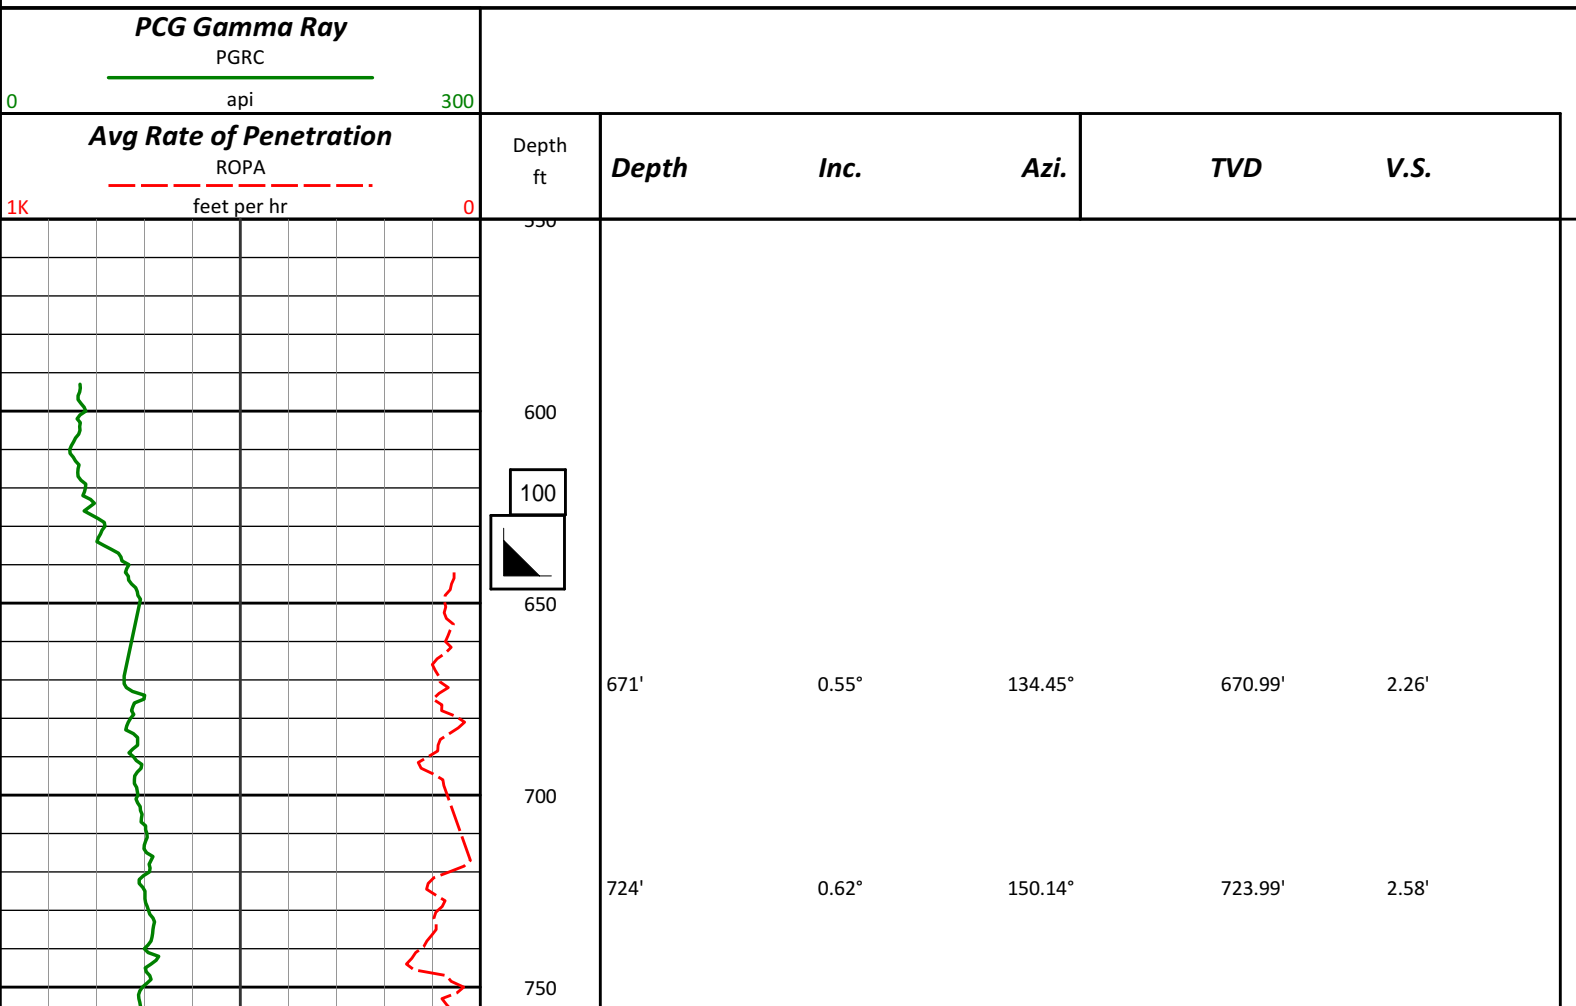 PCG Gamma Ray
PGRC
0 api 300
Avg Rate of Penetration
ROPA
1K feet per hr 0
Depth
ft
Depth Inc. Azi. TVD V.S.
550
600
100
650
671' 0.55° 134.45° 670.99' 2.26'
700
724' 0.62° 150.14° 723.99' 2.58'
750